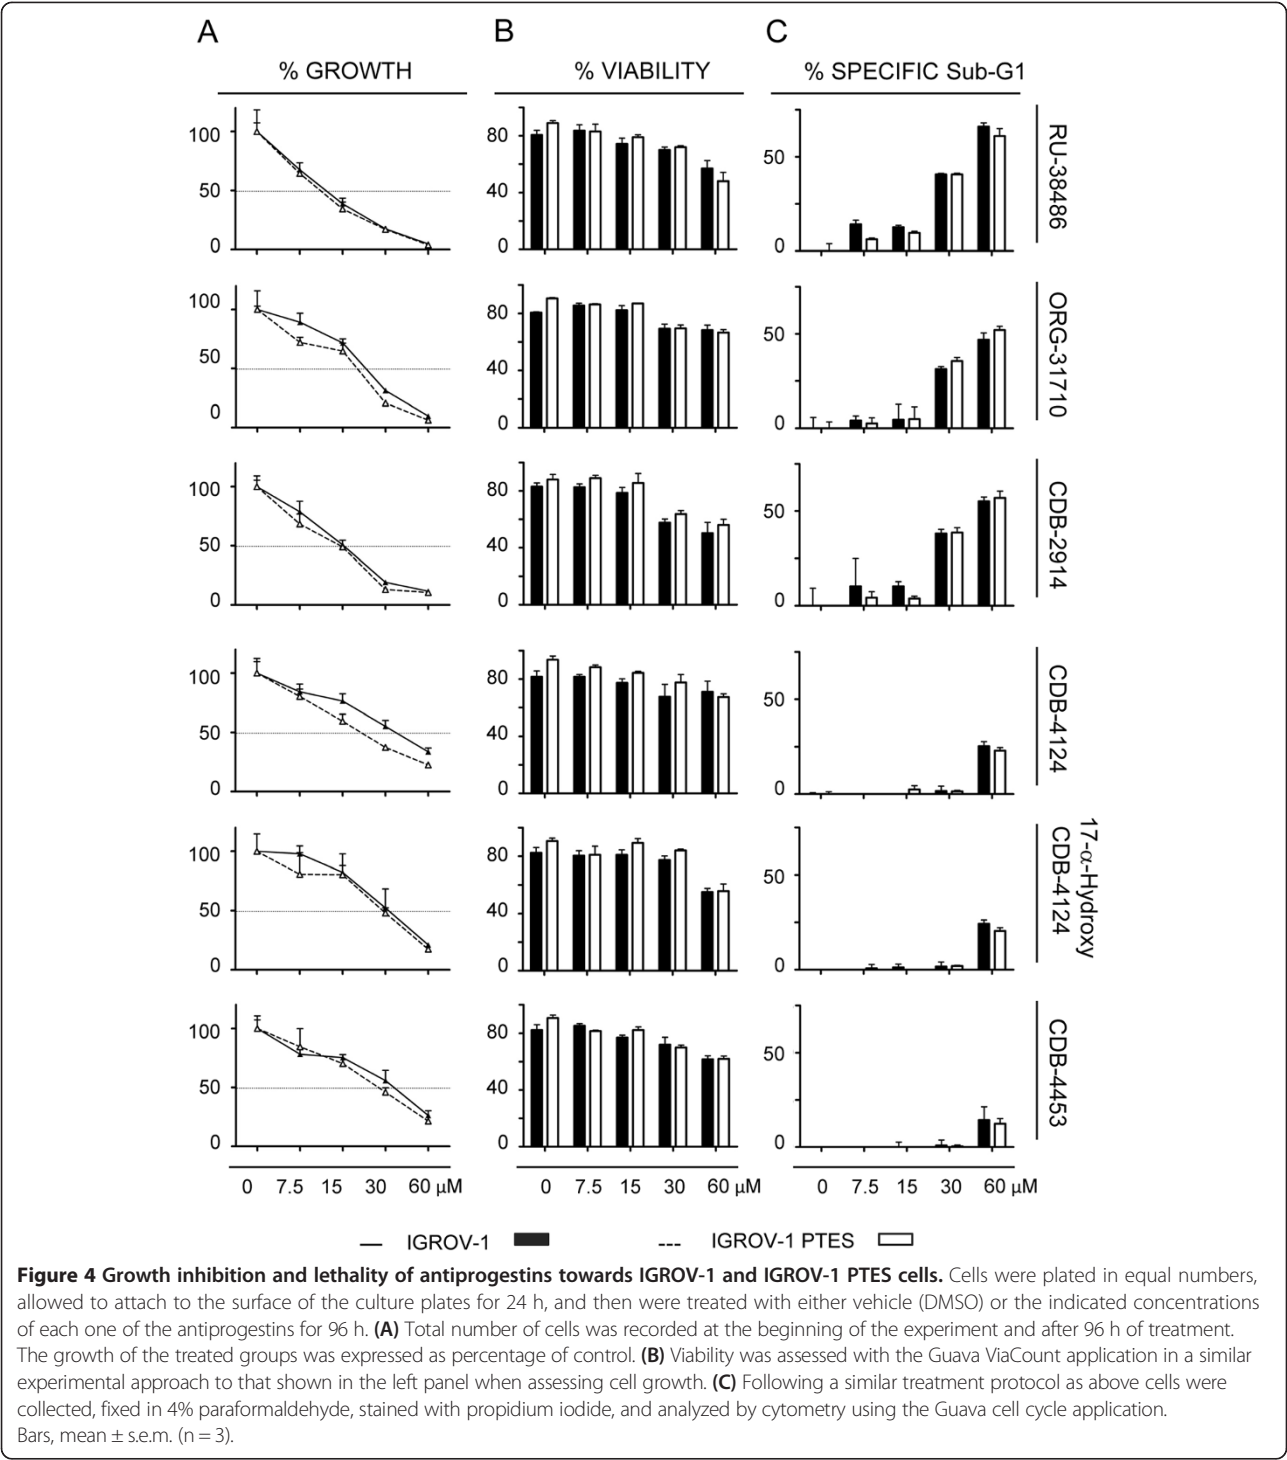 A
B
C
% GROWTH
% VIABILITY
% SPECIFIC Sub-G1
100
50
0
80
40
0
50
0
RU-38486
100
50
0
80
40
0
50
0
ORG-31710
100
50
0
80
40
0
50
0
CDB-2914
100
50
0
80
40
0
50
0
CDB-4124
100
50
0
80
40
0
50
0
17-α-Hydroxy
CDB-4124
100
50
0
80
40
0
50
0
CDB-4453
0 7.5 15 30 60 µM
0 7.5 15 30 60 µM
0 7.5 15 30 60 µM
IGROV-1
IGROV-1 PTES
Figure 4 Growth inhibition and lethality of antiprogestins towards IGROV-1 and IGROV-1 PTES cells. Cells were plated in equal numbers,
allowed to attach to the surface of the culture plates for 24 h, and then were treated with either vehicle (DMSO) or the indicated concentrations
of each one of the antiprogestins for 96 h. (A) Total number of cells was recorded at the beginning of the experiment and after 96 h of treatment.
The growth of the treated groups was expressed as percentage of control. (B) Viability was assessed with the Guava ViaCount application in a similar
experimental approach to that shown in the left panel when assessing cell growth. (C) Following a similar treatment protocol as above cells were
collected, fixed in 4% paraformaldehyde, stained with propidium iodide, and analyzed by cytometry using the Guava cell cycle application.
Bars, mean ± s.e.m. (n = 3).